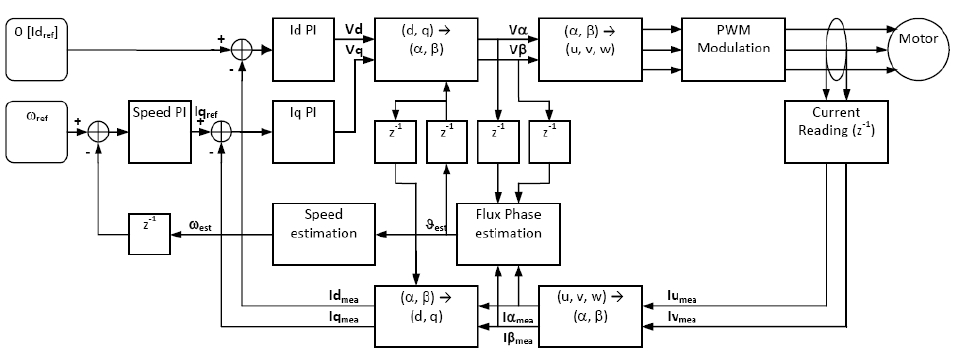 0 [Idref]
Id PI
Vd
Vq
(d, q) →
(α, β)
Vα
Vβ
(α, β) →
(u, v, w)
PWM
Modulation
Motor
ωref
Speed PI
Iqref
Iq PI
Current
Reading (z-1)
z-1
z-1
z-1
z-1
z-1
ωest
Speed
estimation
ϑest
Flux Phase
estimation
Idmea
Iqmea
(α, β) →
(d, q)
Iαmea
Iβmea
(u, v, w) →
(α, β)
Iumea
Ivmea
+
-
+
-
+
-